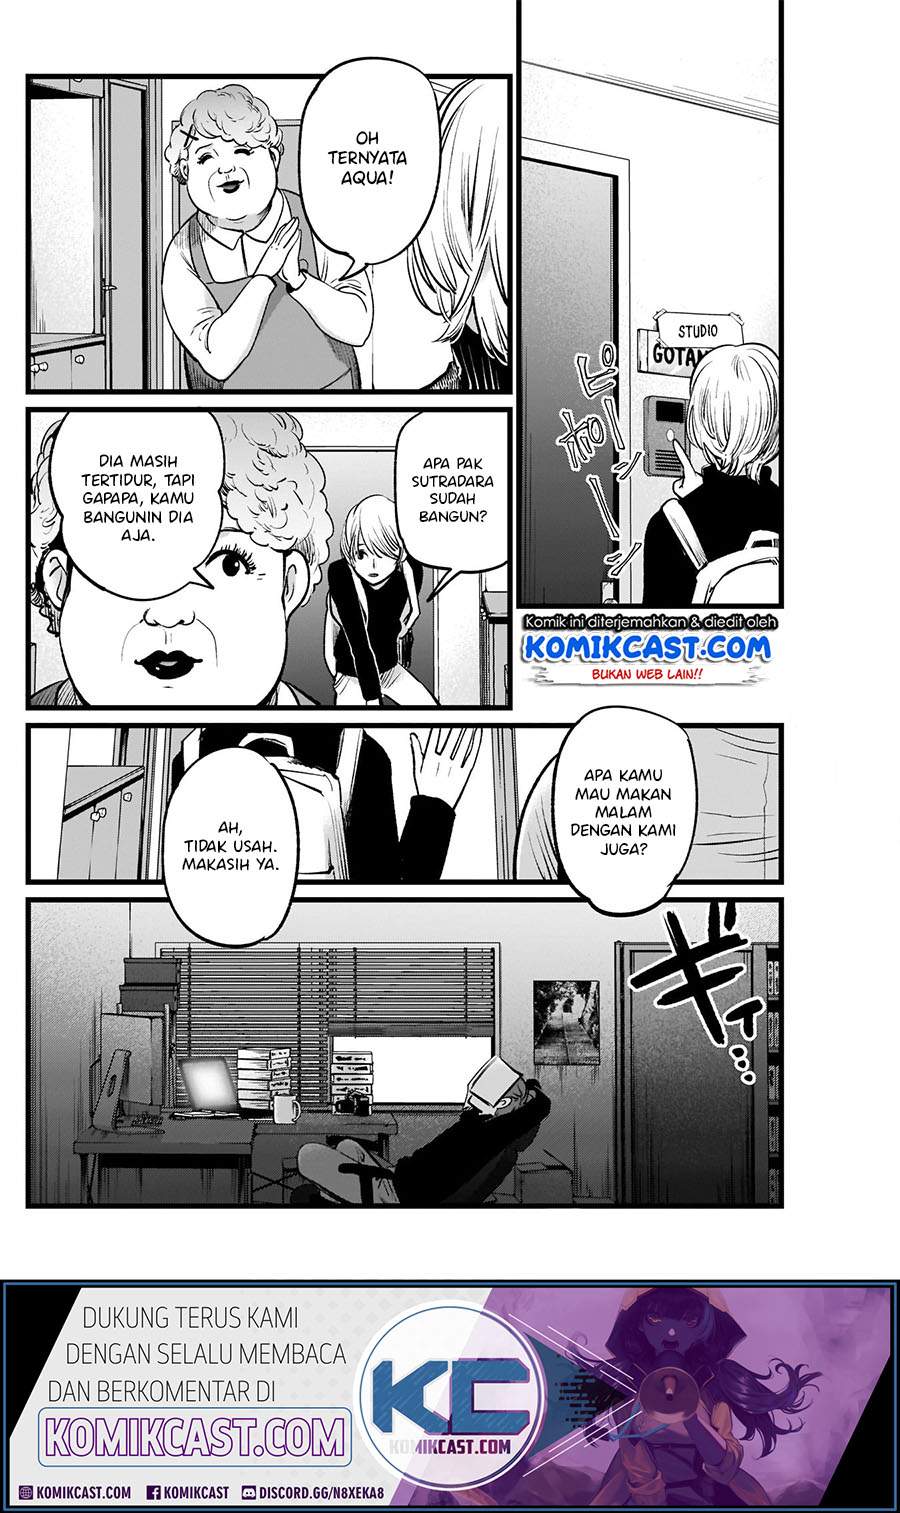 STUDIO
GOTAN
ピンポーン
OH
TERNYATA
AQUA!
APA PAK
SUTRADARA
SUDAH
BANGUN?
DIA MASIH
TERTIDUR, TAPI
GAPAPA, KAMU
BANGUNIN DIA
AJA.
Komik ini diterjemahkan & diedit oleh
KOMIKCAST.COM
BUKAN WEB LAIN!!
APA KAMU
MAU MAKAN
MALAM
DENGAN KAMI
JUGA?
AH,
TIDAK USAH.
MAKASIH YA.
ギィ...
DUKUNG TERUS KAMI
DENGAN SELALU MEMBACA
DAN BERKOMENTAR DI
KOMIKCAST.COM
KC
KOMIKCAST.COM
KOMIKCAST.COM KOMIKCAST DISCORD.GG/N8XEKA8